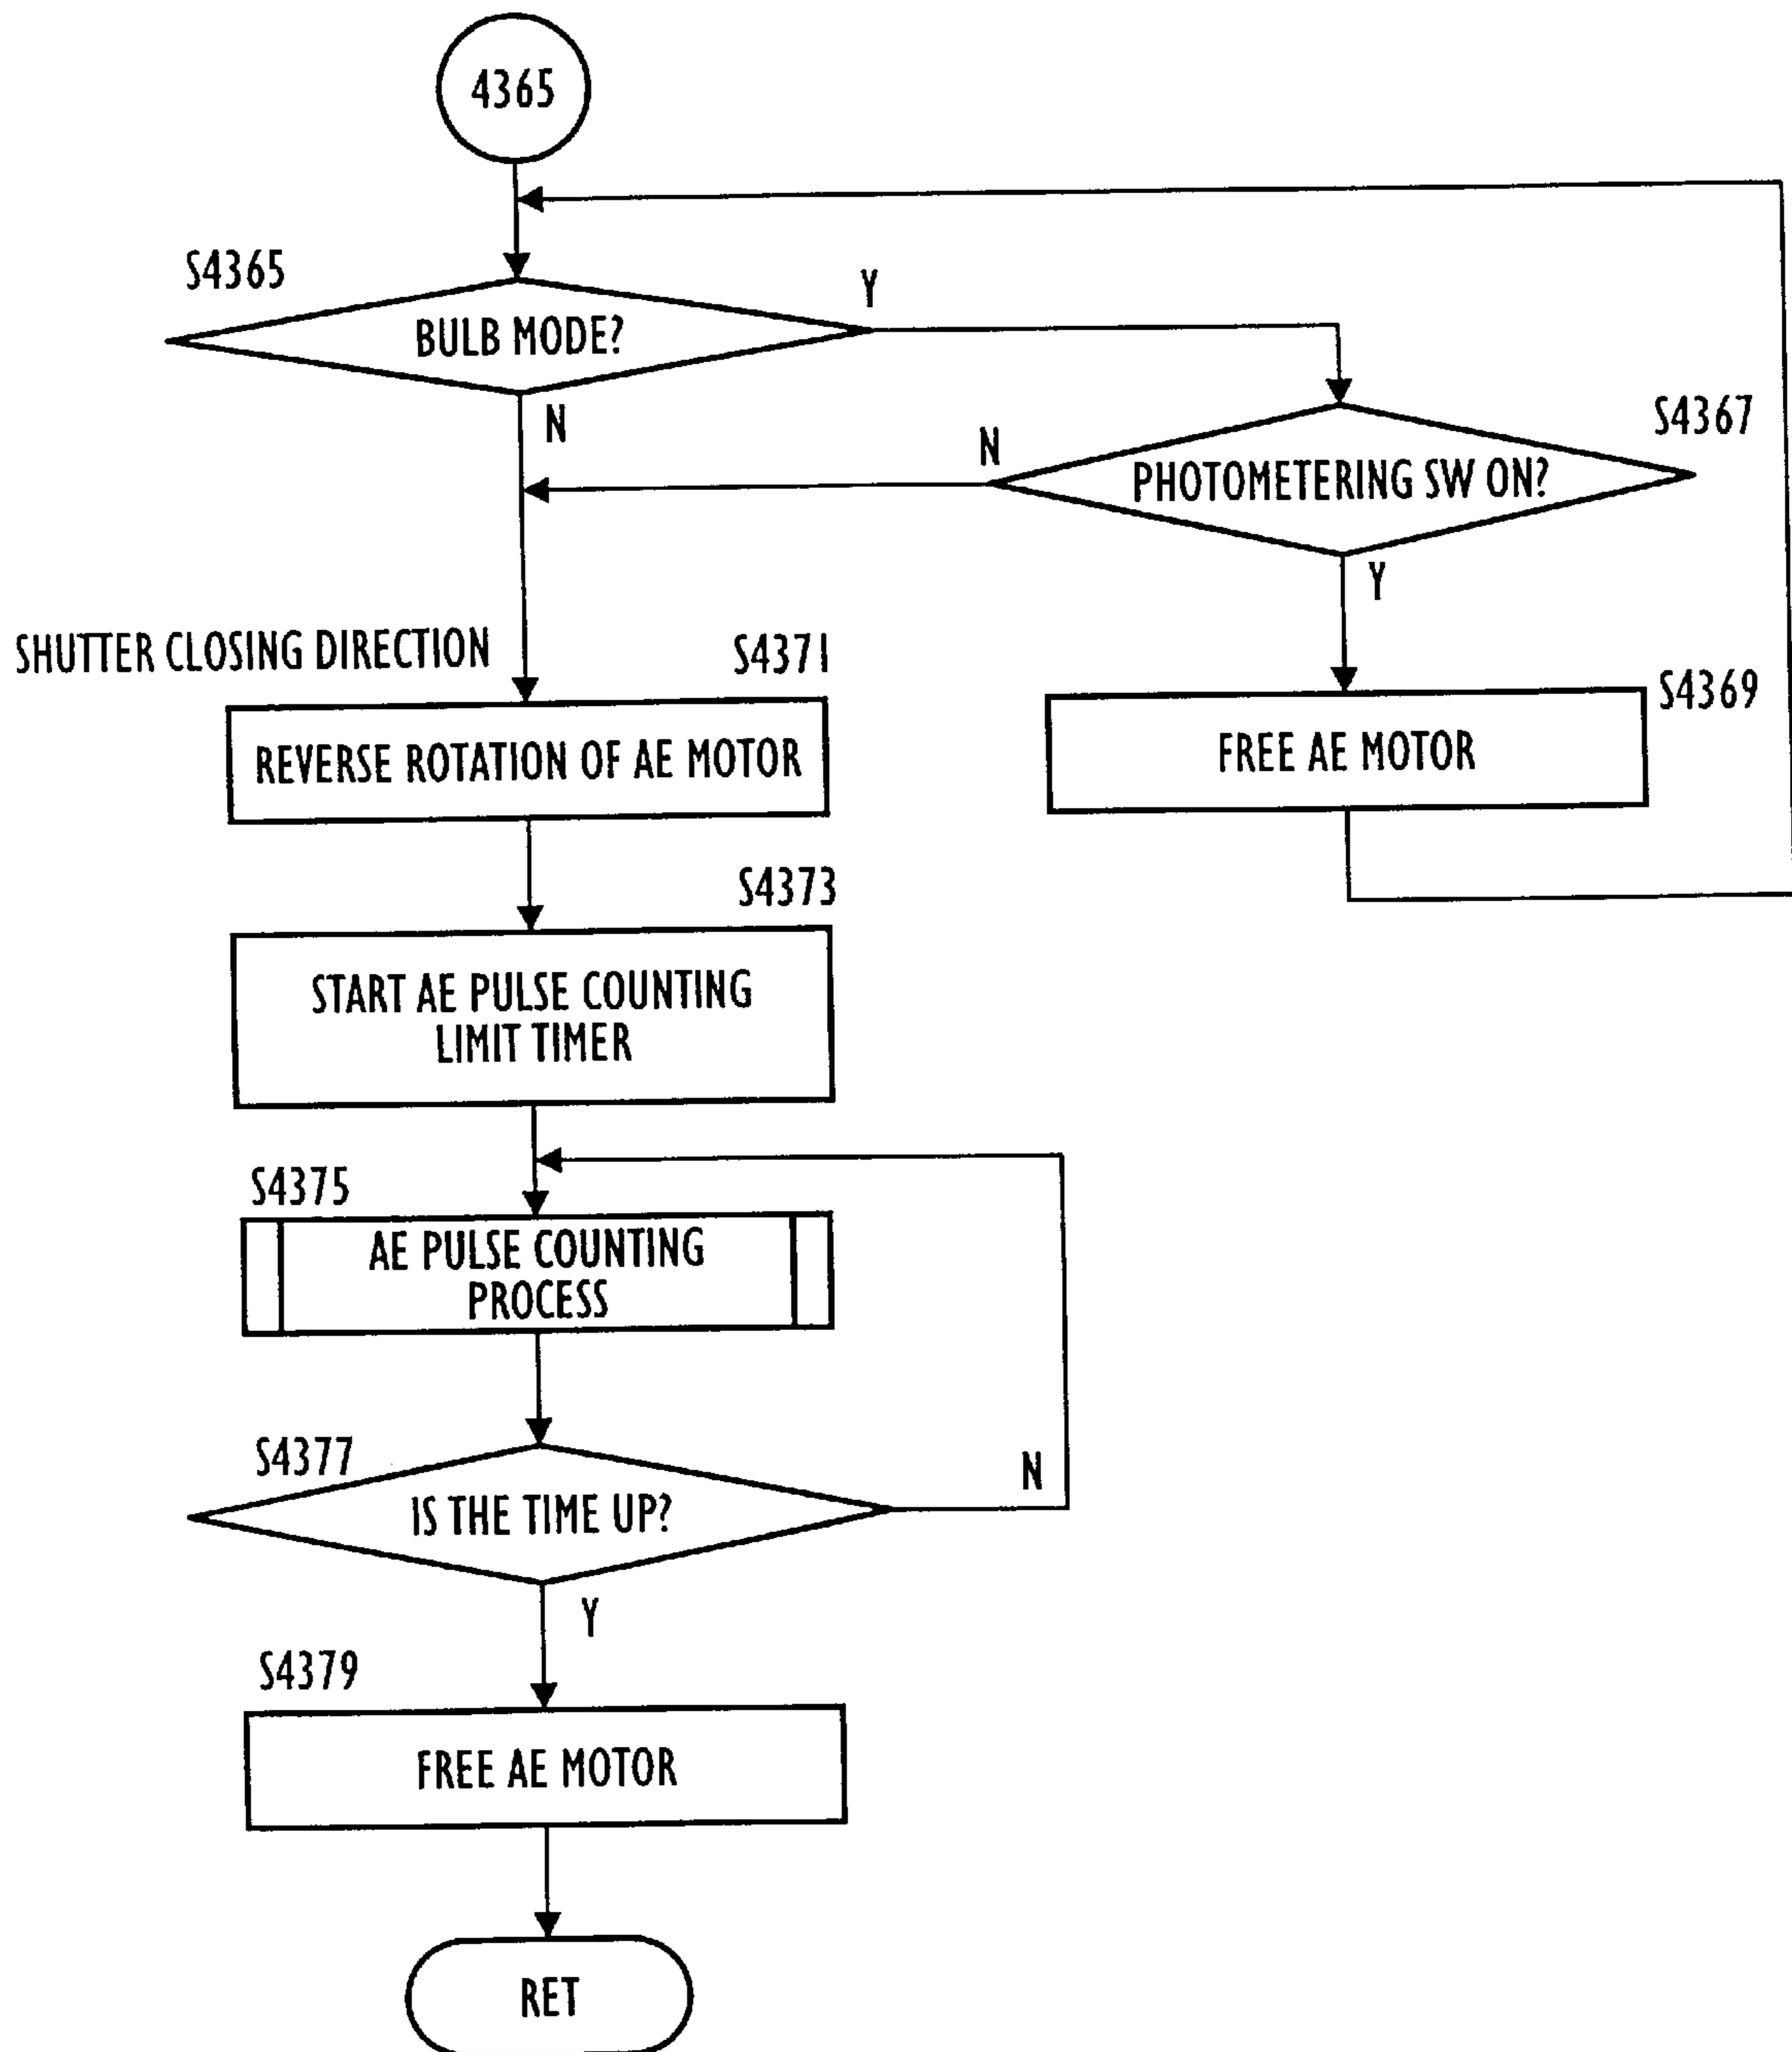 4365
S4365
Y
BULB MODE?
N
S4367
N
PHOTOMETERING SW ON?
Y
SHUTTER CLOSING DIRECTION
S4371
S4369
REVERSE ROTATION OF AE MOTOR
FREE AE MOTOR
S4373
START AE PULSE COUNTING
LIMIT TIMER
S4375
AE PULSE COUNTING
PROCESS
S4377
N
IS THE TIME UP?
Y
S4379
FREE AE MOTOR
RET